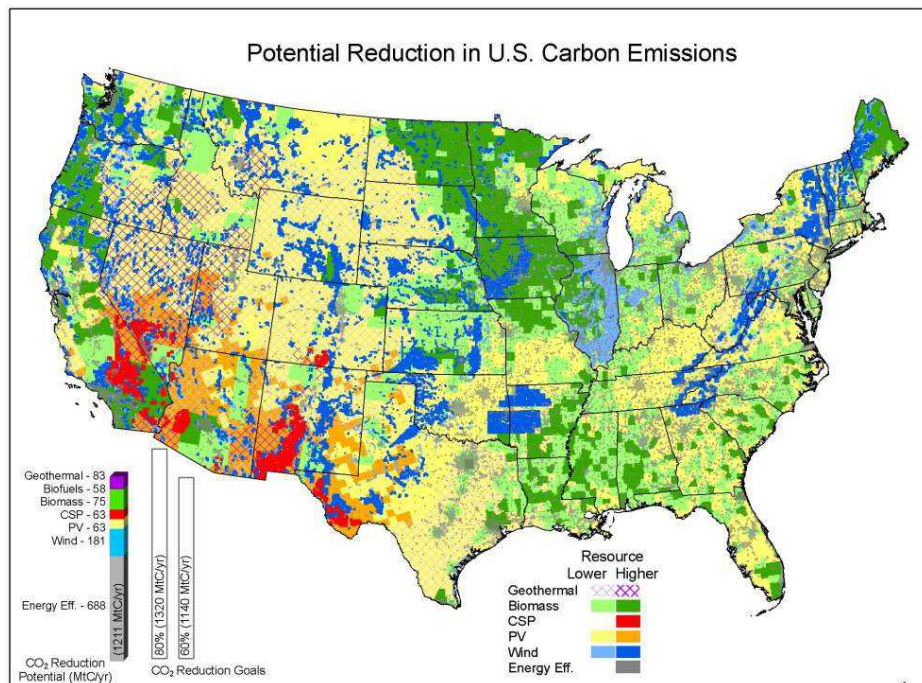 Potential Reduction in U.S. Carbon Emissions
Geothermal - 83
Biofuels - 58
Biomass - 75
CSP - 63
PV - 63
Wind - 181
Energy Eff. - 688
(1211 MtC/yr)
80% (1320 MtC/yr)
60% (1140 MtC/yr)
CO₂ Reduction
Potential (MtC/yr)
CO₂ Reduction Goals
Resource
Lower Higher
Geothermal
Biomass
CSP
PV
Wind
Energy Eff.